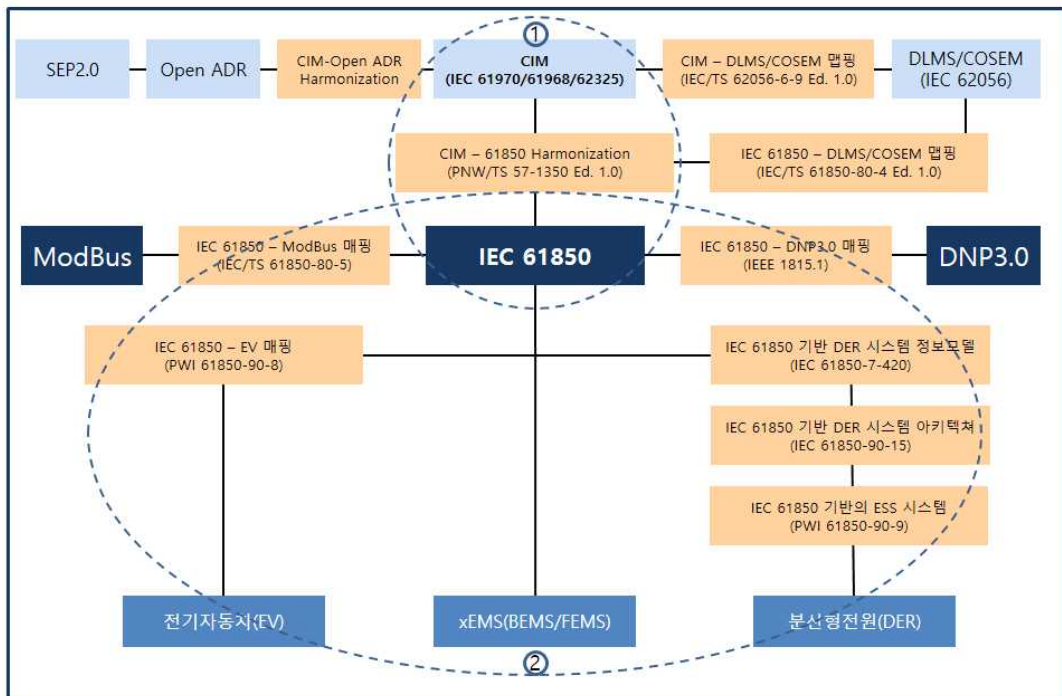 ①
SEP2.0
Open ADR
CIM-Open ADR
Harmonization
CIM
(IEC 61970/61968/62325)
CIM – DLMS/COSEM 맵핑
(IEC/TS 62056-6-9 Ed. 1.0)
DLMS/COSEM
(IEC 62056)
CIM – 61850 Harmonization
(PNW/TS 57-1350 Ed. 1.0)
IEC 61850 – DLMS/COSEM 맵핑
(IEC/TS 61850-80-4 Ed. 1.0)
ModBus
IEC 61850 – ModBus 매핑
(IEC/TS 61850-80-5)
IEC 61850
IEC 61850 – DNP3.0 매핑
(IEEE 1815.1)
DNP3.0
IEC 61850 – EV 매핑
(PWI 61850-90-8)
IEC 61850 기반 DER 시스템 정보모델
(IEC 61850-7-420)
IEC 61850 기반 DER 시스템 아키텍쳐
(IEC 61850-90-15)
IEC 61850 기반의 ESS 시스템
(PWI 61850-90-9)
전기자동차(EV)
xEMS(BEMS/FEMS)
분산형전원(DER)
②